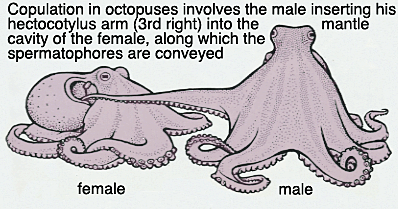 Copulation in octopuses involves the male inserting his
hectocotylus arm (3rd right) into the mantle
cavity of the female, along which the
spermatophores are conveyed
female male